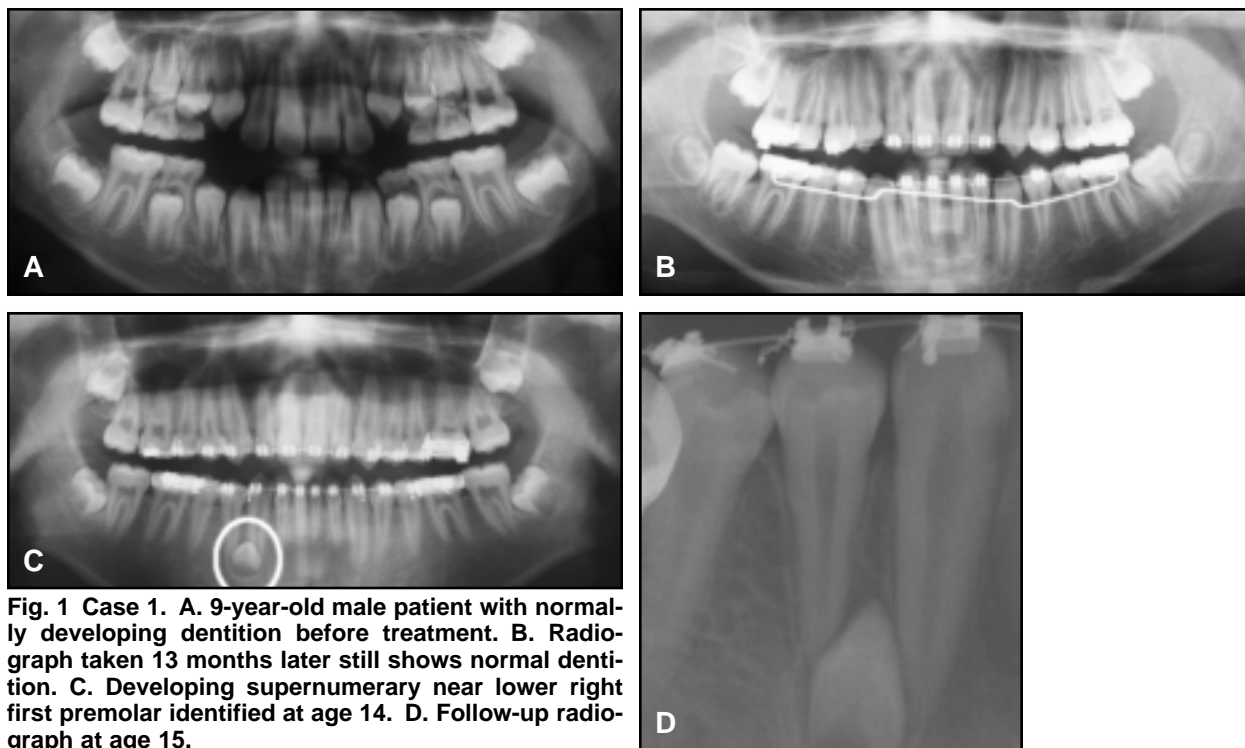 A
B
C
D
Fig. 1 Case 1. A. 9-year-old male patient with normal-
ly developing dentition before treatment. B. Radio-
graph taken 13 months later still shows normal denti-
tion. C. Developing supernumerary near lower right
first premolar identified at age 14. D. Follow-up radio-
graph at age 15.